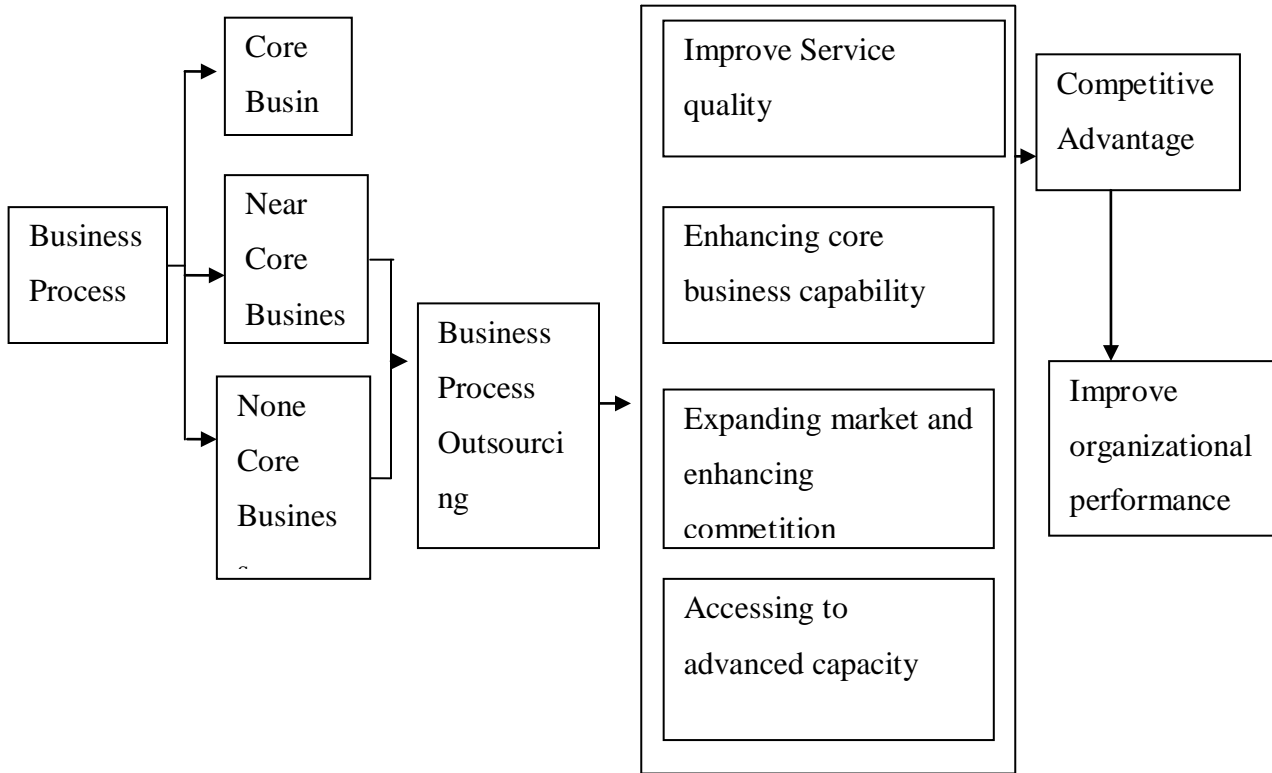 Core
Busin
Near
Core
Busines
None
Core
Busines
s
Business
Process
Business
Process
Outsourci
ng
Improve Service
quality
Enhancing core
business capability
Expanding market and
enhancing
competition
Accessing to
advanced capacity
Competitive
Advantage
Improve
organizational
performance